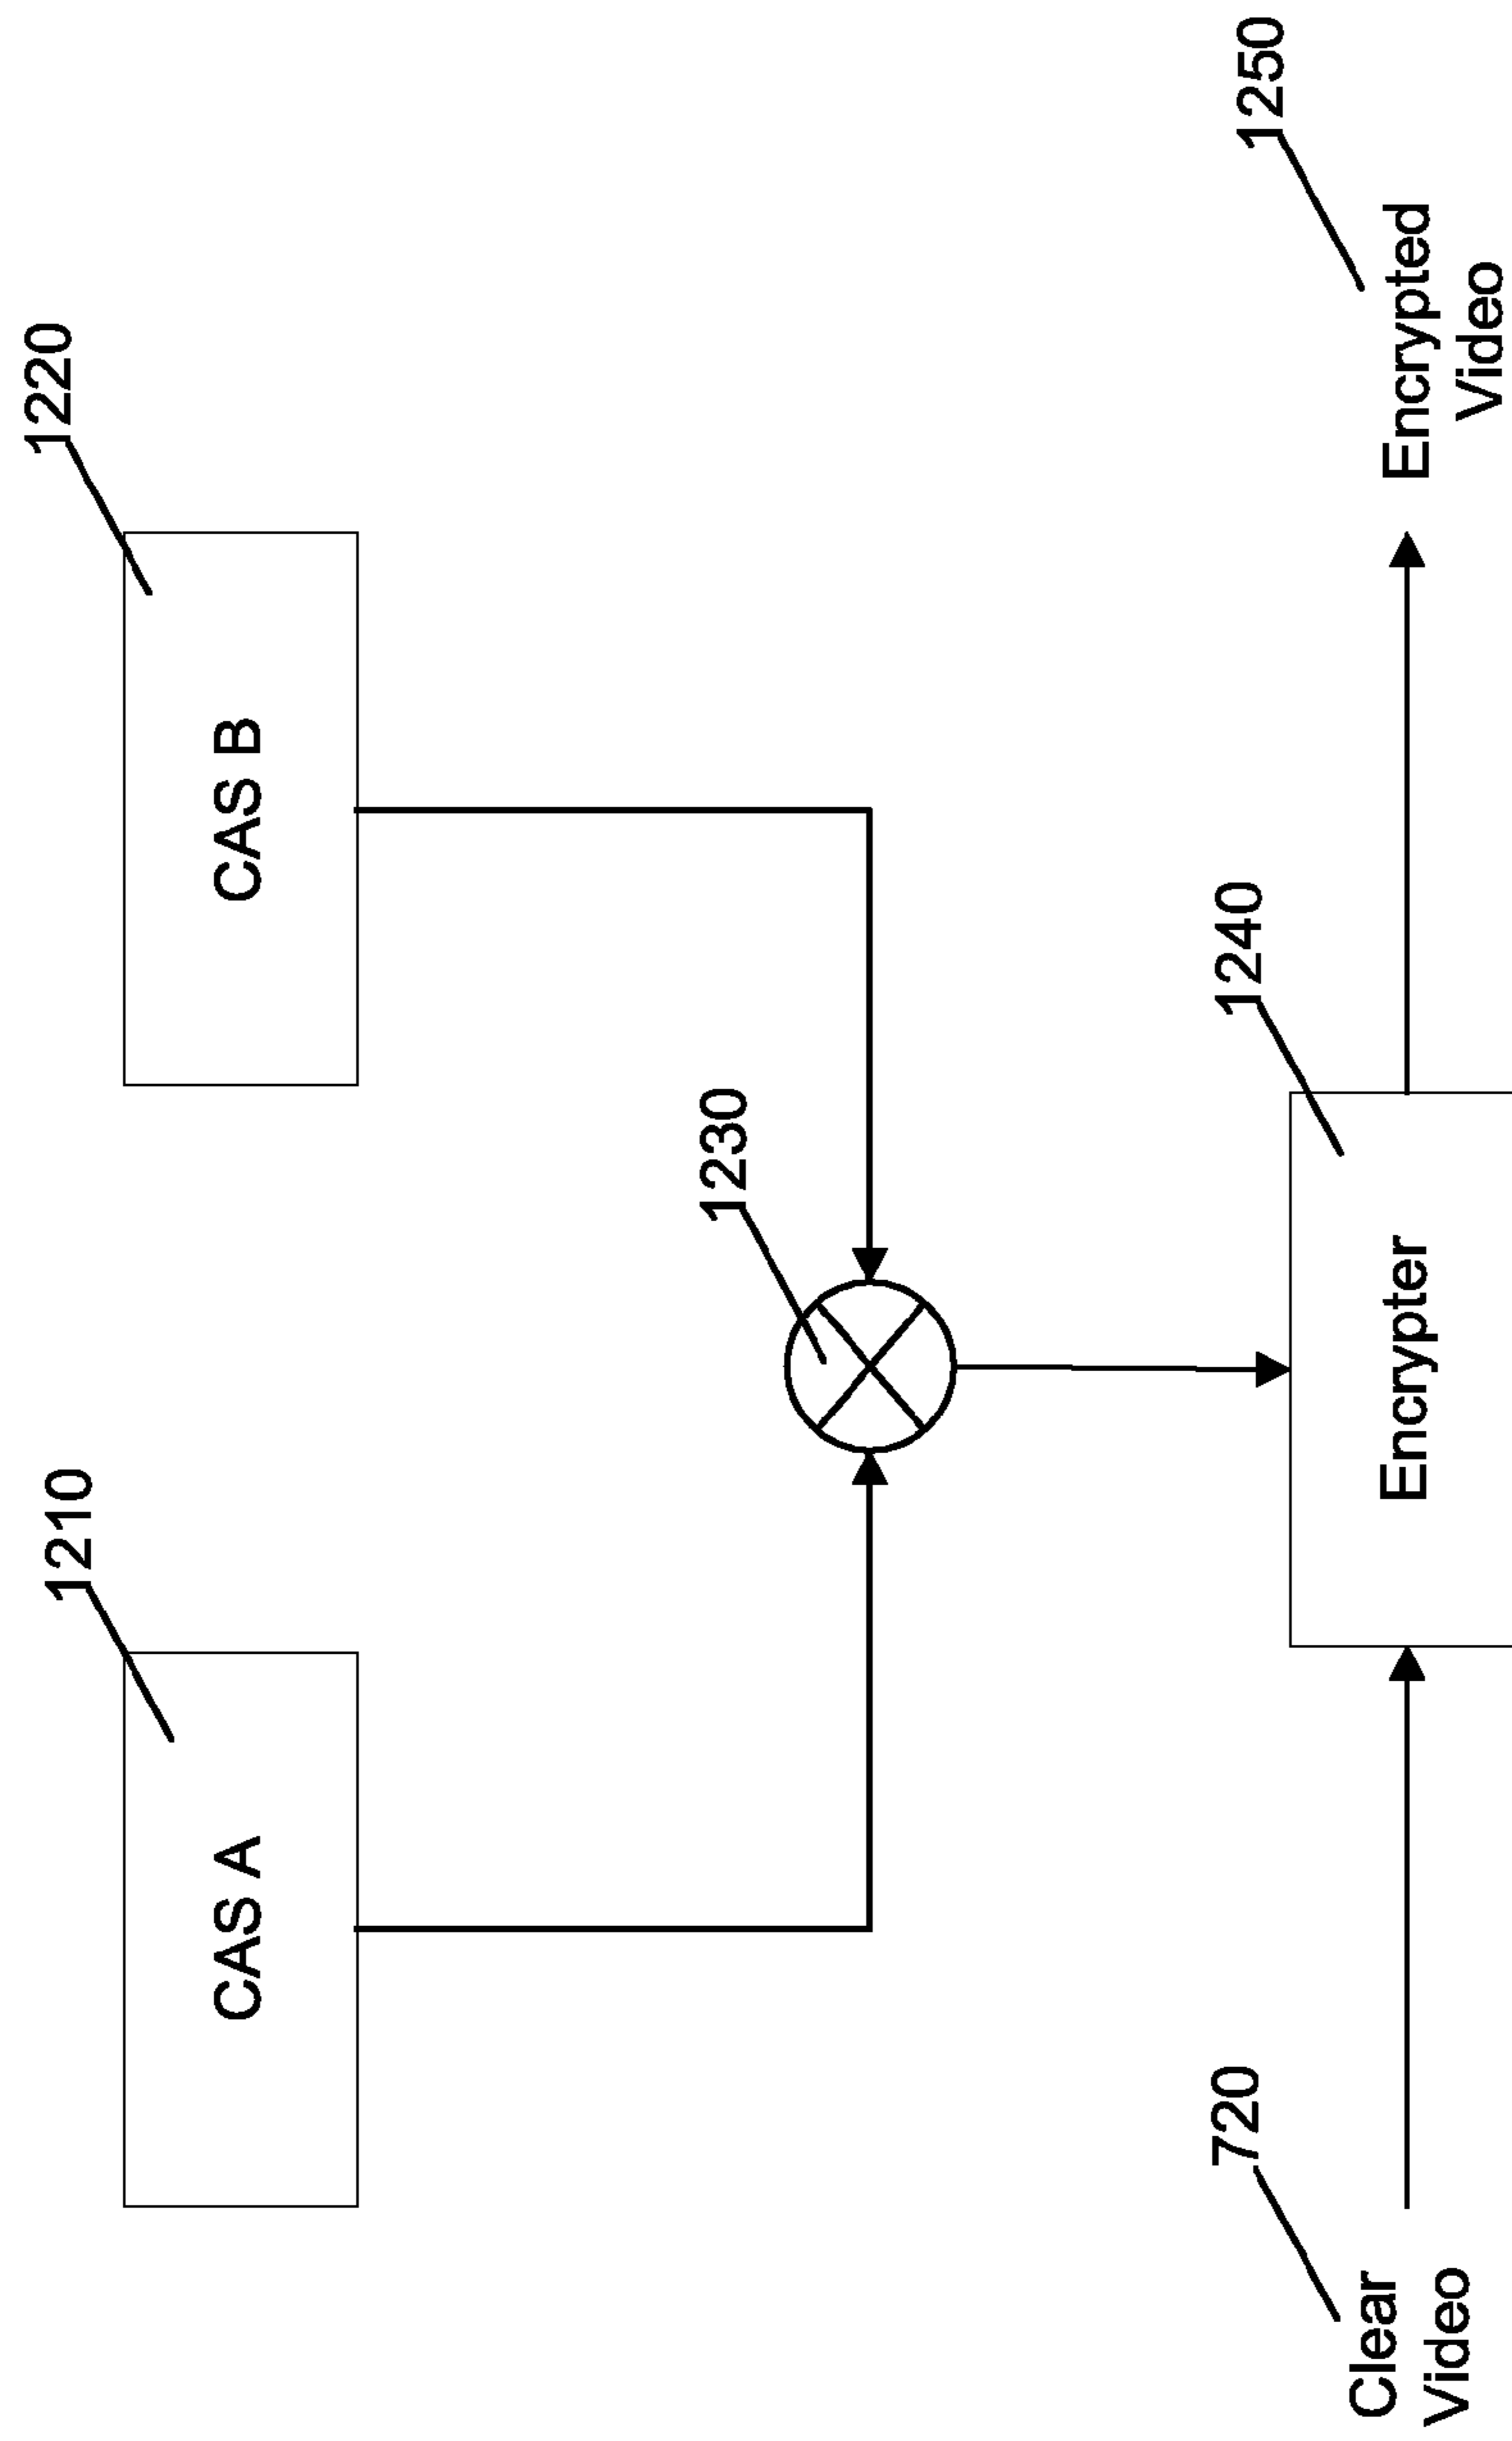 1210
1220
CAS A
CAS B
1230
720
1240
1250
Clear
Video
Encrypter
Encrypted
Video